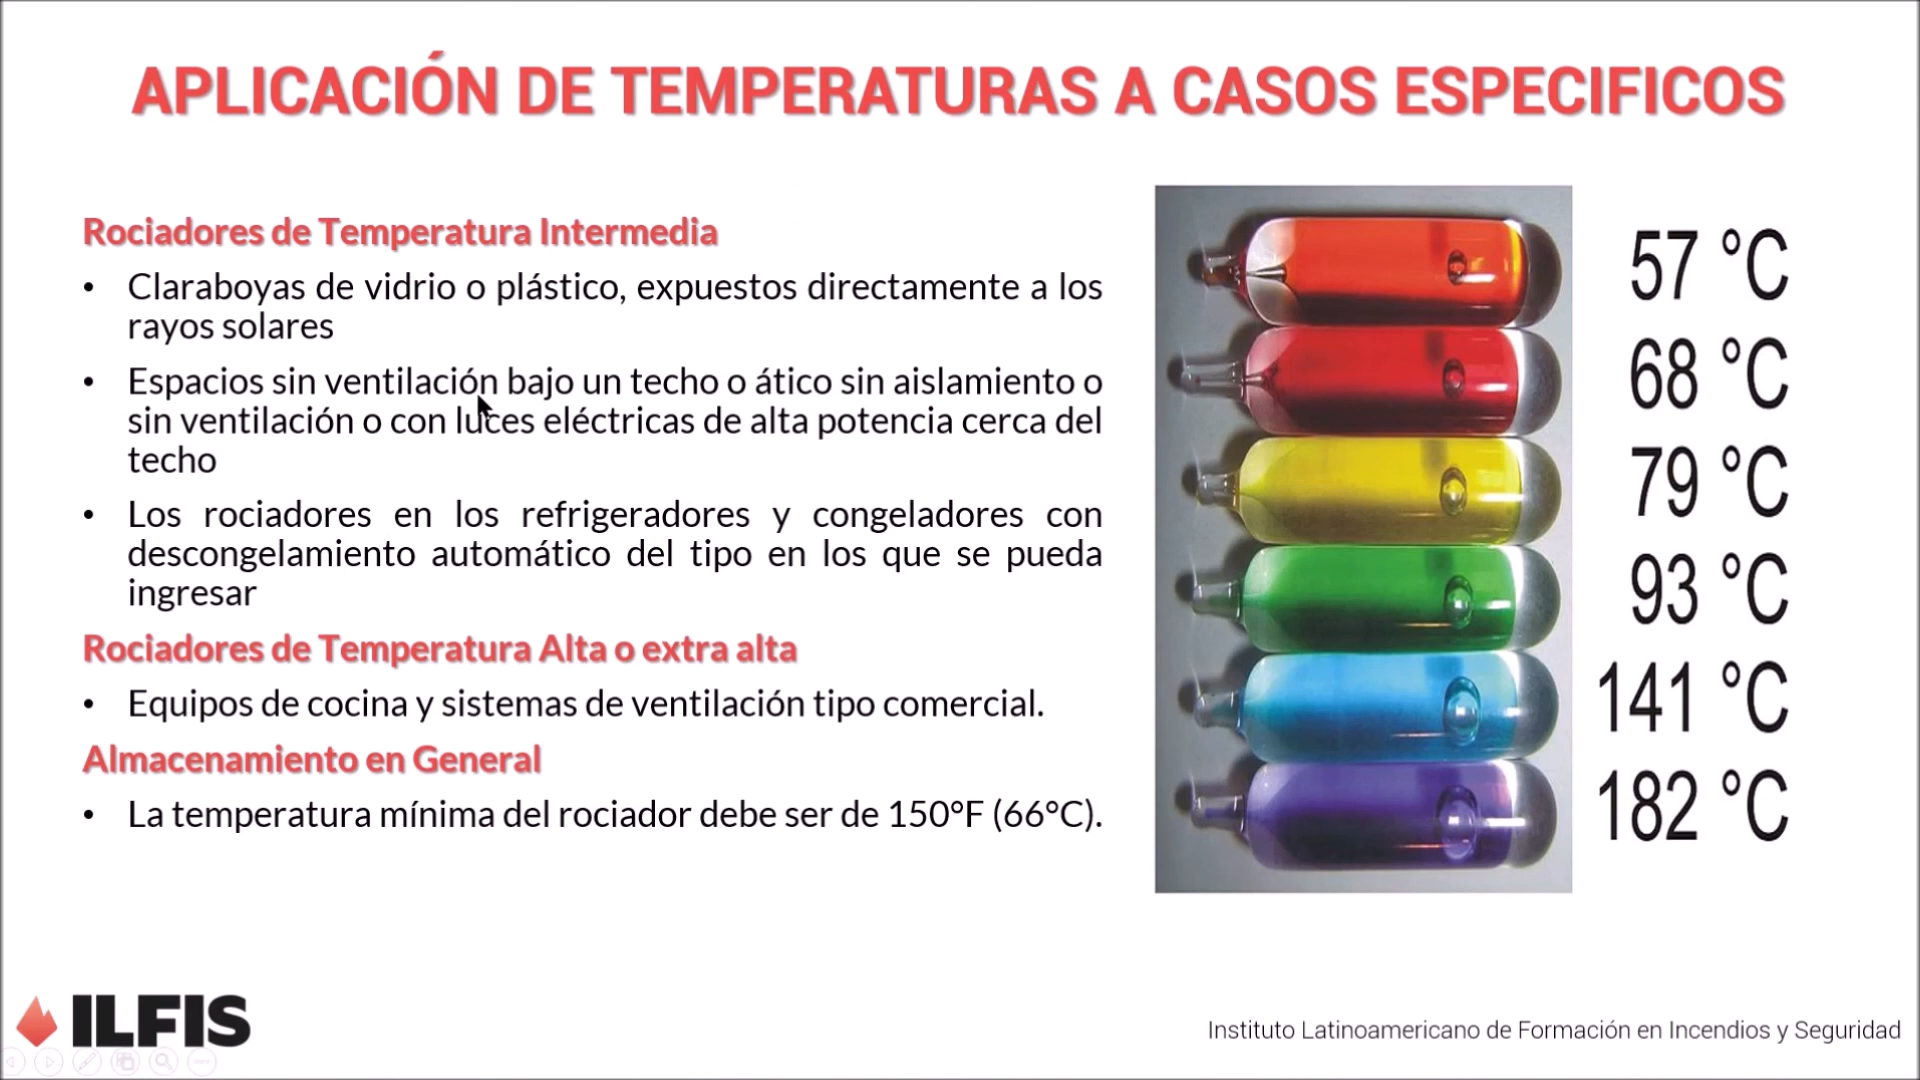 APLICACIÓN DE TEMPERATURAS A CASOS ESPECIFICOS
Rociadores de Temperatura Intermedia
• Claraboyas de vidrio o plástico, expuestos directamente a los
rayos solares
• Espacios sin ventilación bajo un techo o ático sin aislamiento o
sin ventilación o con luces eléctricas de alta potencia cerca del
techo
• Los rociadores en los refrigeradores y congeladores con
descongelamiento automático del tipo en los que se pueda
ingresar
Rociadores de Temperatura Alta o extra alta
• Equipos de cocina y sistemas de ventilación tipo comercial.
Almacenamiento en General
• La temperatura mínima del rociador debe ser de 150°F (66°C).
57 °C
68 °C
79 °C
93 °C
141 °C
182 °C
ILFIS
Instituto Latinoamericano de Formación en Incendios y Seguridad